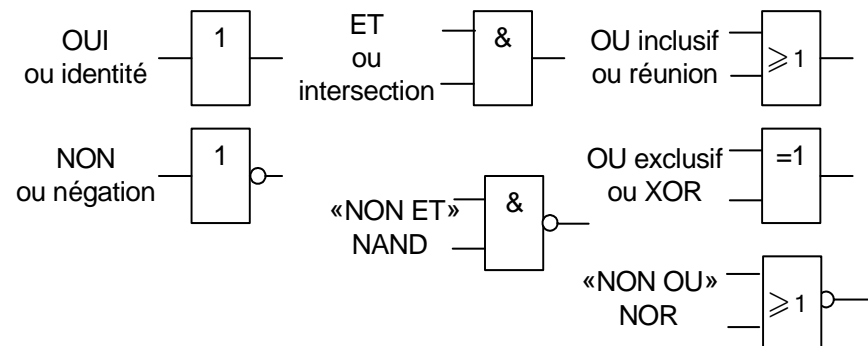 OUI
ou identité
1
ET
ou
intersection
&
OU inclusif
ou réunion
⩾ 1
NON
ou négation
1
«NON ET»
NAND
&
OU exclusif
ou XOR
=1
«NON OU»
NOR
⩾ 1